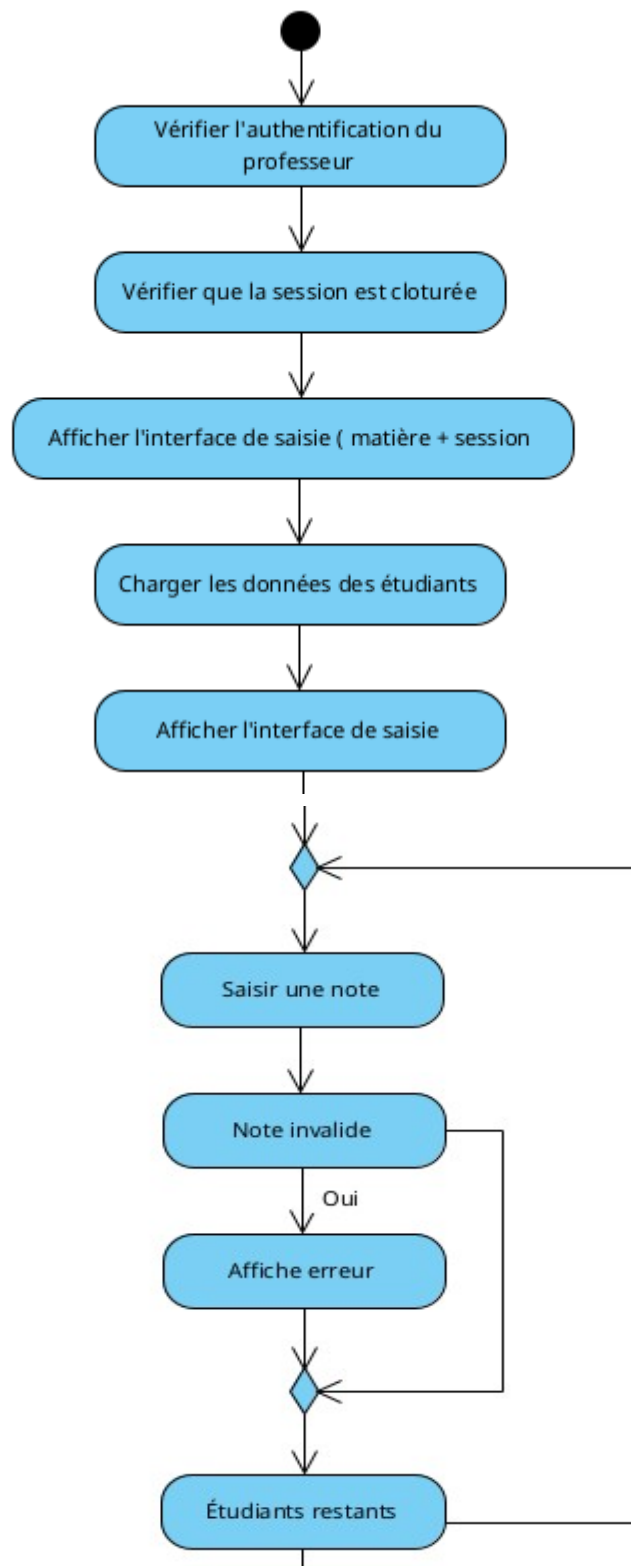 Vérifier l'authentification du
professeur
Vérifier que la session est cloturée
Afficher l'interface de saisie ( matière + session
Charger les données des étudiants
Afficher l'interface de saisie
Saisir une note
Note invalide
Oui
Affiche erreur
Étudiants restants